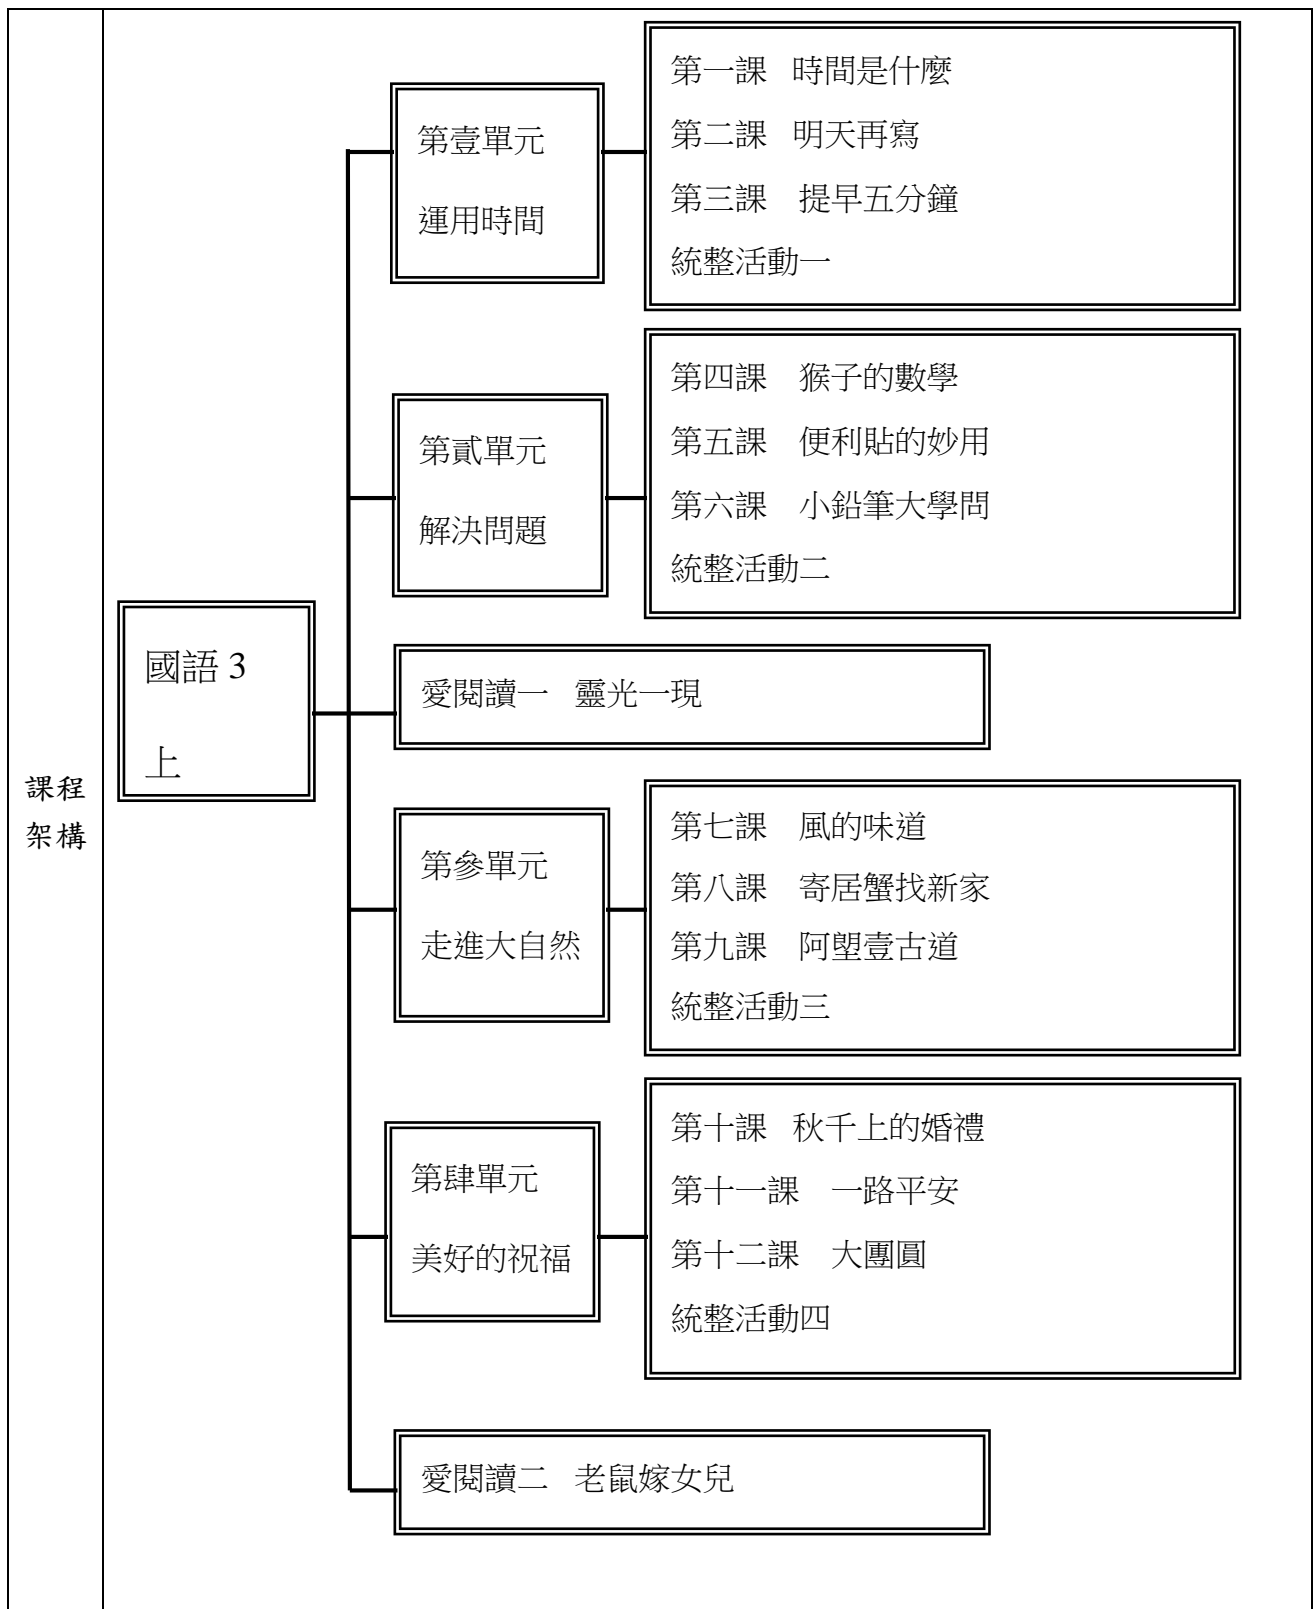 課程
架構
國語 3
上
第壹單元
運用時間
第一課 時間是什麼
第二課 明天再寫
第三課 提早五分鐘
統整活動一
第貳單元
解決問題
第四課 猴子的數學
第五課 便利貼的妙用
第六課 小鉛筆大學問
統整活動二
愛閱讀一 靈光一現
第參單元
走進大自然
第七課 風的味道
第八課 寄居蟹找新家
第九課 阿塱壹古道
統整活動三
第肆單元
美好的祝福
第十課 秋千上的婚禮
第十一課 一路平安
第十二課 大團圓
統整活動四
愛閱讀二 老鼠嫁女兒